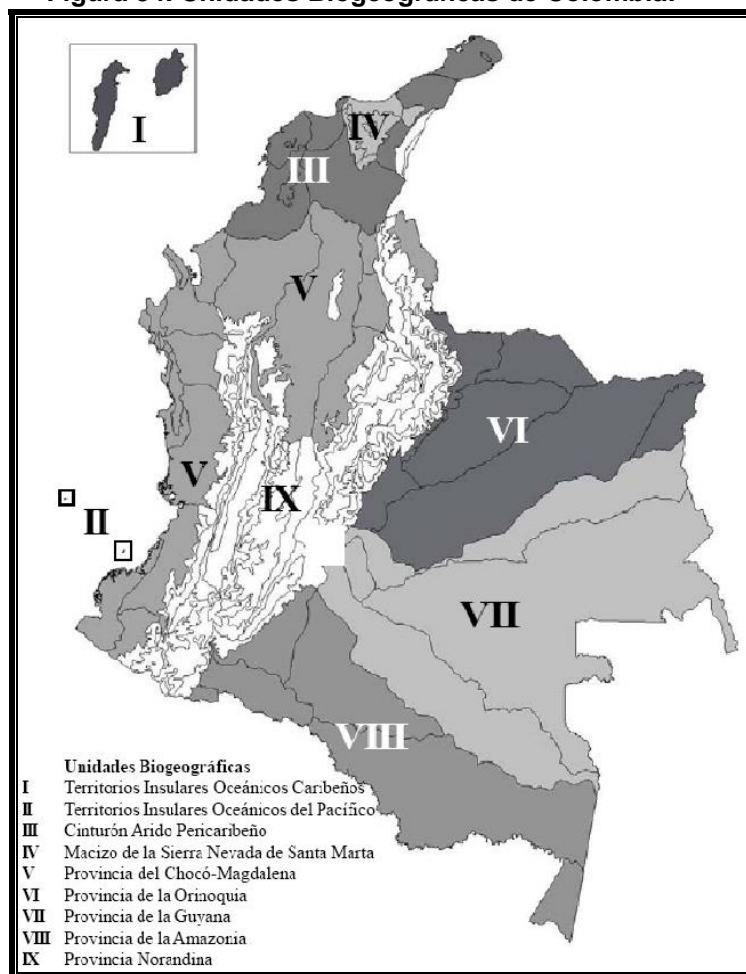 Unidades Biogeográficas de Colombia.
I
IV
III
V
VI
V
IX
II
VII
VIII
Unidades Biogeográficas
I Territorios Insulares Oceánicos Caribeños
II Territorios Insulares Oceánicos del Pacífico
III Cinturón Arido Pericaribeño
IV Macizo de la Sierra Nevada de Santa Marta
V Provincia del Chocó-Magdalena
VI Provincia de la Orinoquia
VII Provincia de la Guyana
VIII Provincia de la Amazonia
IX Provincia Norandina